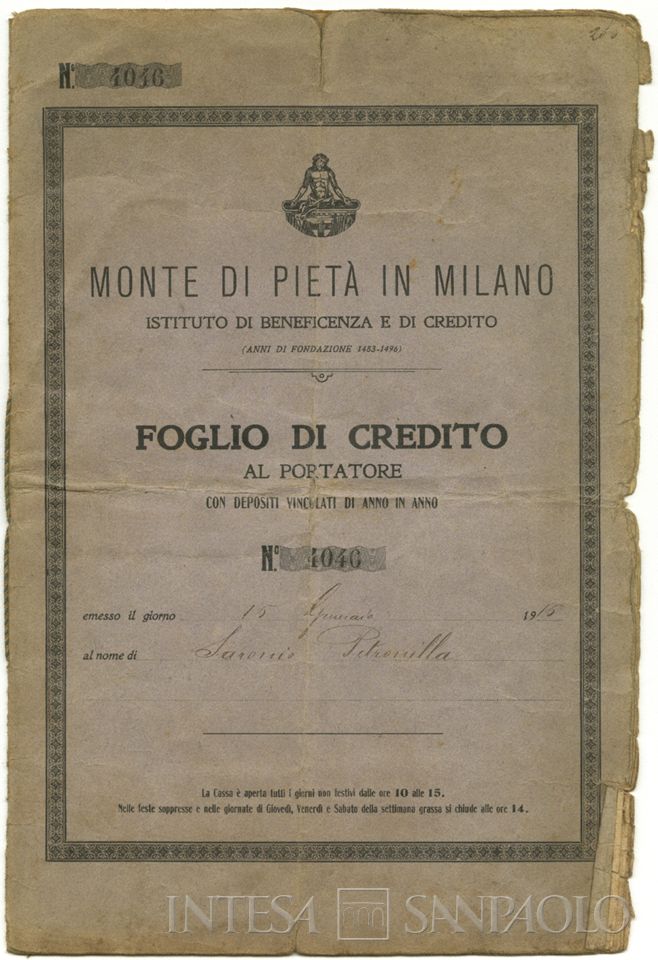 N.º 4046
MONTE DI PIETÀ IN MILANO
ISTITUTO DI BENEFICENZA E DI CREDITO
(ANNI DI FONDAZIONE 1483-1496)
FOGLIO DI CREDITO
AL PORTATORE
CON DEPOSITI VINCOLATI DI ANNO IN ANNO
N.º 4046
emesso il giorno 15 Gennaio 1916
al nome di Saronio Petronilla
La Cassa è aperta tutti i giorni non festivi dalle ore 10 alle 15.
Nelle feste soppresse e nelle giornate di Giovedì, Venerdì e Sabato della settimana grassa si chiude alle ore 14.
INTESA SANPAOLO